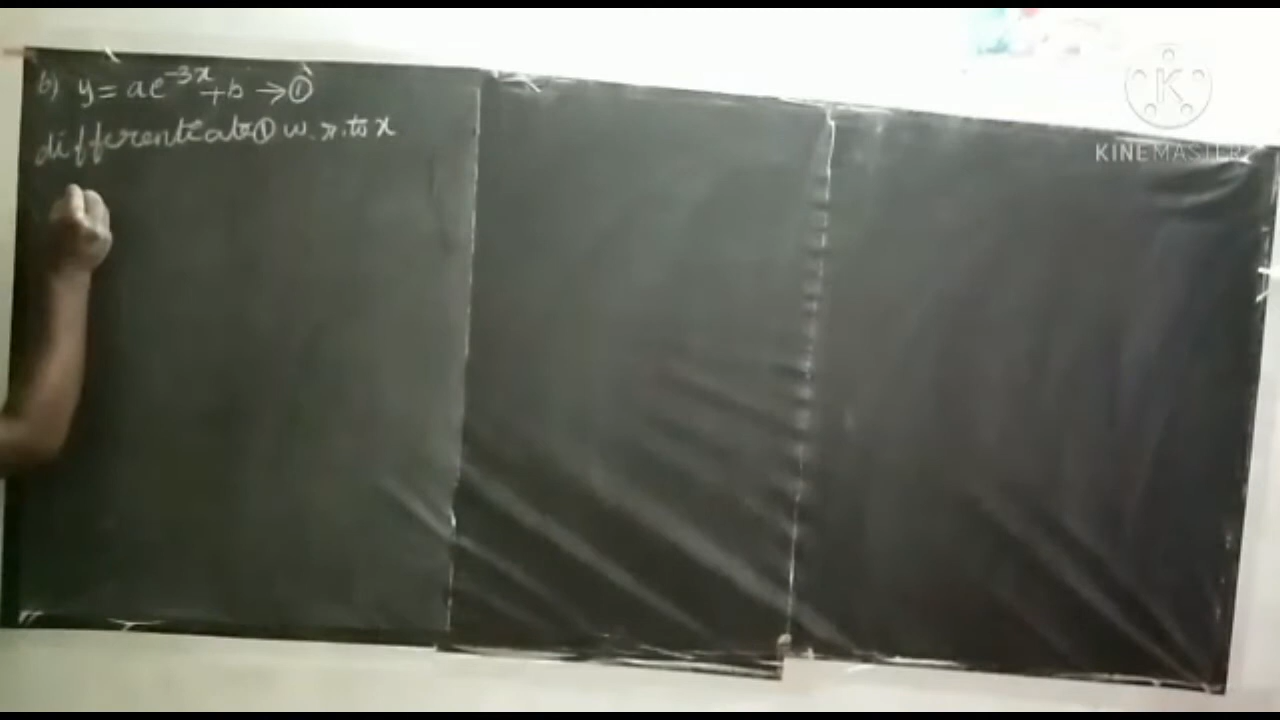 b) y = ae⁻³ˣ + b → ①
differentiate ① w. r. to x
K
KINEMASTER